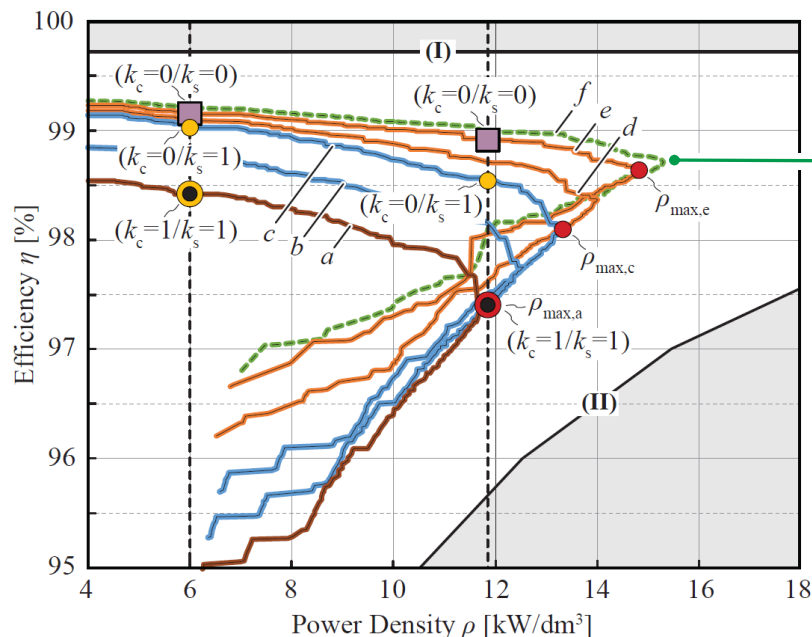 100
99
98
97
96
95
Efficiency η [%]
4
6
8
10
12
14
16
18
Power Density ρ [kW/dm³]
(I)
(II)
(kc=0/ks=0)
(kc=0/ks=1)
(kc=1/ks=1)
(kc=0/ks=0)
(kc=0/ks=1)
c
b
a
f
e
d
ρmax,e
ρmax,c
ρmax,a
(kc=1/ks=1)